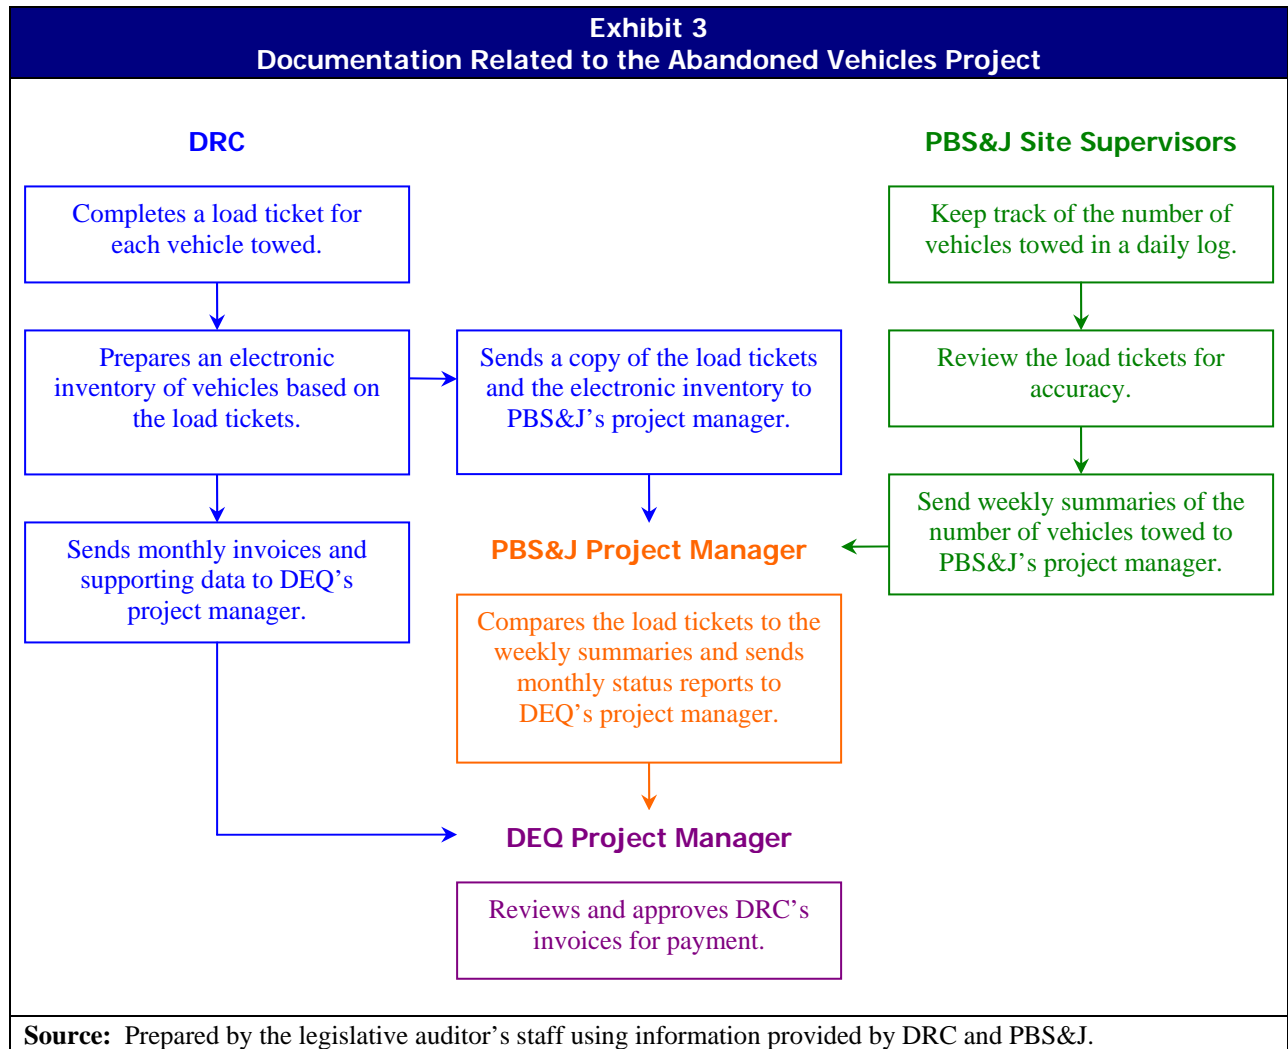 Exhibit 3
Documentation Related to the Abandoned Vehicles Project
DRC
Completes a load ticket for
each vehicle towed.
Prepares an electronic
inventory of vehicles based on
the load tickets.
Sends monthly invoices and
supporting data to DEQ’s
project manager.
Sends a copy of the load tickets
and the electronic inventory to
PBS&J’s project manager.
PBS&J Site Supervisors
Keep track of the number of
vehicles towed in a daily log.
Review the load tickets for
accuracy.
Send weekly summaries of the
number of vehicles towed to
PBS&J’s project manager.
PBS&J Project Manager
Compares the load tickets to the
weekly summaries and sends
monthly status reports to
DEQ’s project manager.
DEQ Project Manager
Reviews and approves DRC’s
invoices for payment.
Source: Prepared by the legislative auditor’s staff using information provided by DRC and PBS&J.